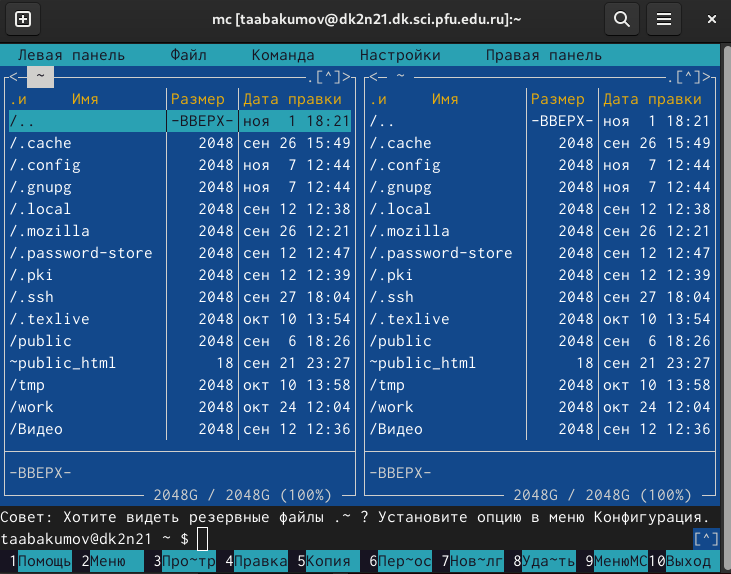 mc [taabakumov@dk2n21.dk.sci.pfu.edu.ru]:~
Левая панель Файл Команда Настройки Правая панель
<─ ~ .[^]> <─ ~ .[^]>
.и Имя Размер Дата правки .и Имя Размер Дата правки
/.. -ВВЕРХ- ноя 1 18:21 /.. -ВВЕРХ- ноя 1 18:21
/.cache 2048 сен 26 15:49 /.cache 2048 сен 26 15:49
/.config 2048 ноя 7 12:44 /.config 2048 ноя 7 12:44
/.gnupg 2048 ноя 7 12:44 /.gnupg 2048 ноя 7 12:44
/.local 2048 сен 12 12:38 /.local 2048 сен 12 12:38
/.mozilla 2048 сен 26 12:21 /.mozilla 2048 сен 26 12:21
/.password-store 2048 сен 12 12:47 /.password-store 2048 сен 12 12:47
/.pki 2048 сен 12 12:39 /.pki 2048 сен 12 12:39
/.ssh 2048 сен 27 18:04 /.ssh 2048 сен 27 18:04
/.texlive 2048 окт 10 13:54 /.texlive 2048 окт 10 13:54
/public 2048 сен 6 18:26 /public 2048 сен 6 18:26
~public_html 18 сен 21 23:27 ~public_html 18 сен 21 23:27
/tmp 2048 окт 10 13:58 /tmp 2048 окт 10 13:58
/work 2048 окт 24 12:04 /work 2048 окт 24 12:04
/Видео 2048 сен 12 12:36 /Видео 2048 сен 12 12:36
-ВВЕРХ- -ВВЕРХ-
2048G / 2048G (100%) 2048G / 2048G (100%)
Совет: Хотите видеть резервные файлы .~ ? Установите опцию в меню Конфигурация.
taabakumov@dk2n21 ~ $ [^]
1Помощь 2Меню 3Про~тр 4Правка 5Копия 6Пер~ос 7Нов~лг 8Уда~ть 9МенюМС 10Выход